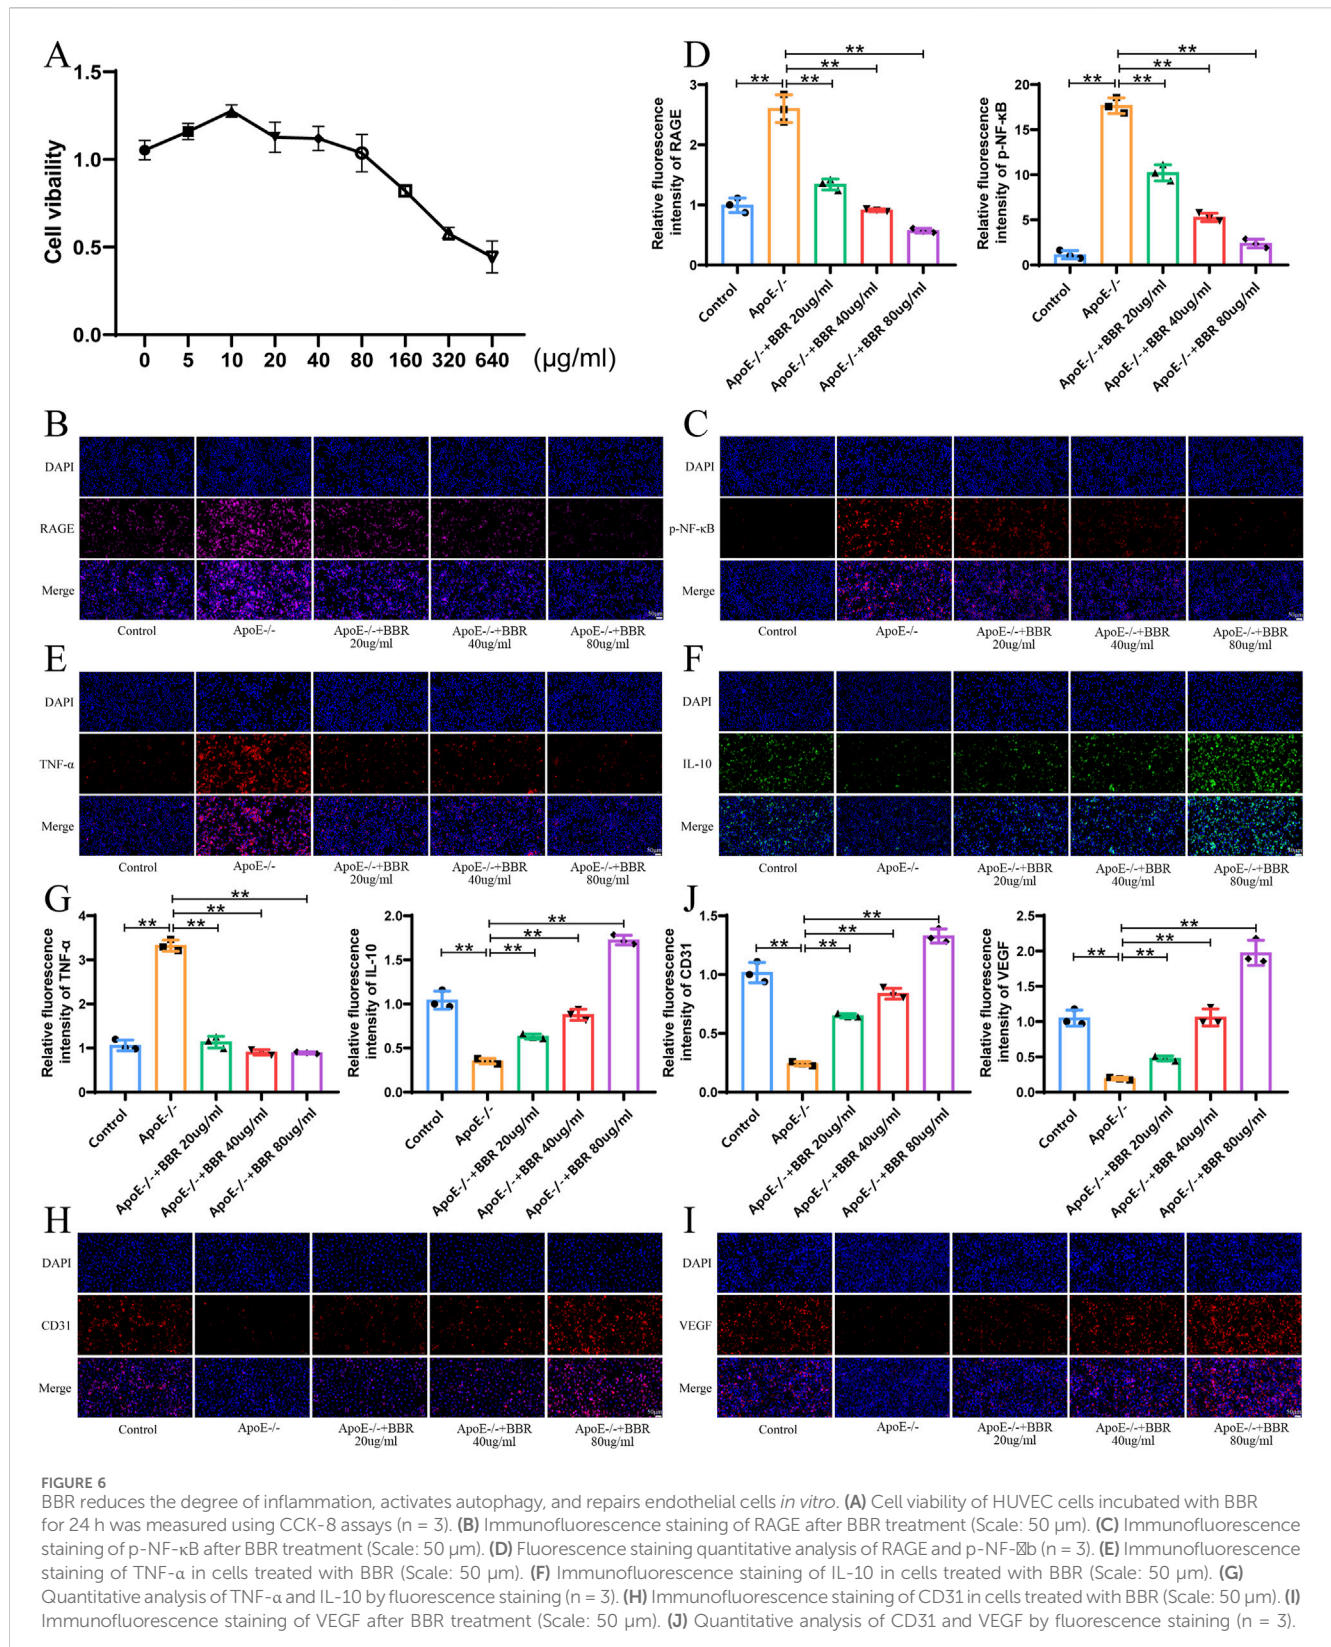 A
1.5
1.0
0.5
0.0
Cell vibaility
0 5 10 20 40 80 160 320 640 (μg/ml)
D
Relative fluorescence
intensity of RAGE
3
2
1
0
** ** ** **
Control
ApoE-/-
ApoE-/-+BBR 20ug/ml
ApoE-/-+BBR 40ug/ml
ApoE-/-+BBR 80ug/ml
Relative fluorescence
intensity of p-NF-κB
20
15
10
5
0
** ** ** **
Control
ApoE-/-
ApoE-/-+BBR 20ug/ml
ApoE-/-+BBR 40ug/ml
ApoE-/-+BBR 80ug/ml
B
DAPI
RAGE
Merge
50μm
Control ApoE-/- ApoE-/-+BBR ApoE-/-+BBR ApoE-/-+BBR
20ug/ml 40ug/ml 80ug/ml
C
DAPI
p-NF-κB
Merge
50μm
Control ApoE-/- ApoE-/-+BBR ApoE-/-+BBR ApoE-/-+BBR
20ug/ml 40ug/ml 80ug/ml
E
DAPI
TNF-α
Merge
50μm
Control ApoE-/- ApoE-/-+BBR ApoE-/-+BBR ApoE-/-+BBR
20ug/ml 40ug/ml 80ug/ml
F
DAPI
IL-10
Merge
50μm
Control ApoE-/- ApoE-/-+BBR ApoE-/-+BBR ApoE-/-+BBR
20ug/ml 40ug/ml 80ug/ml
G
Relative fluorescence
intensity of TNF-α
4
3
2
1
0
** ** ** **
Control
ApoE-/-
ApoE-/-+BBR 20ug/ml
ApoE-/-+BBR 40ug/ml
ApoE-/-+BBR 80ug/ml
Relative fluorescence
intensity of IL-10
2.0
1.5
1.0
0.5
0.0
** ** ** **
Control
ApoE-/-
ApoE-/-+BBR 20ug/ml
ApoE-/-+BBR 40ug/ml
ApoE-/-+BBR 80ug/ml
J
Relative fluorescence
intensity of CD31
1.5
1.0
0.5
0.0
** ** ** **
Control
ApoE-/-
ApoE-/-+BBR 20ug/ml
ApoE-/-+BBR 40ug/ml
ApoE-/-+BBR 80ug/ml
Relative fluorescence
intensity of VEGF
2.5
2.0
1.5
1.0
0.5
0.0
** ** ** **
Control
ApoE-/-
ApoE-/-+BBR 20ug/ml
ApoE-/-+BBR 40ug/ml
ApoE-/-+BBR 80ug/ml
H
DAPI
CD31
Merge
50μm
Control ApoE-/- ApoE-/-+BBR ApoE-/-+BBR ApoE-/-+BBR
20ug/ml 40ug/ml 80ug/ml
I
DAPI
VEGF
Merge
50μm
Control ApoE-/- ApoE-/-+BBR ApoE-/-+BBR ApoE-/-+BBR
20ug/ml 40ug/ml 80ug/ml
FIGURE 6
BBR reduces the degree of inflammation, activates autophagy, and repairs endothelial cells in vitro. (A) Cell viability of HUVEC cells incubated with BBR
for 24 h was measured using CCK-8 assays (n = 3). (B) Immunofluorescence staining of RAGE after BBR treatment (Scale: 50 μm). (C) Immunofluorescence
staining of p-NF-κB after BBR treatment (Scale: 50 μm). (D) Fluorescence staining quantitative analysis of RAGE and p-NF-�b (n = 3). (E) Immunofluorescence
staining of TNF-α in cells treated with BBR (Scale: 50 μm). (F) Immunofluorescence staining of IL-10 in cells treated with BBR (Scale: 50 μm). (G)
Quantitative analysis of TNF-α and IL-10 by fluorescence staining (n = 3). (H) Immunofluorescence staining of CD31 in cells treated with BBR (Scale: 50 μm). (I)
Immunofluorescence staining of VEGF after BBR treatment (Scale: 50 μm). (J) Quantitative analysis of CD31 and VEGF by fluorescence staining (n = 3).